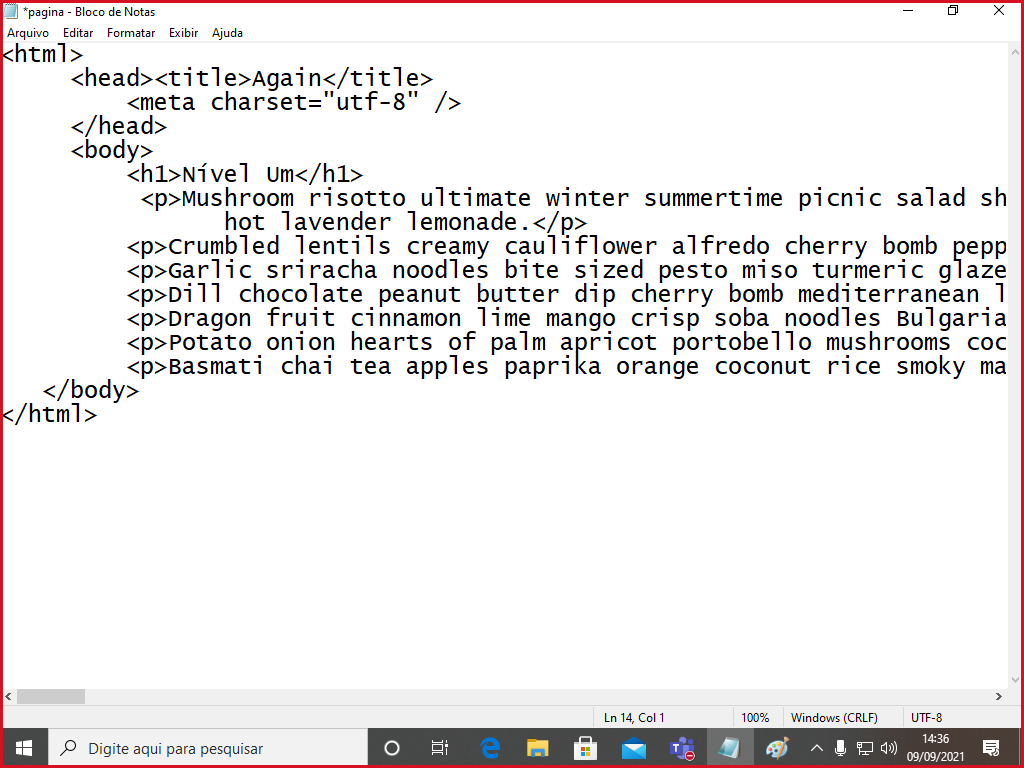 *pagina - Bloco de Notas
Arquivo Editar Formatar Exibir Ajuda
<html>
<head><title>Again</title>
<meta charset="utf-8" />
</head>
<body>
<h1>Nível Um</h1>
<p>Mushroom risotto ultimate winter summertime picnic salad sh
hot lavender lemonade.</p>
<p>Crumbled lentils creamy cauliflower alfredo cherry bomb pepp
<p>Garlic sriracha noodles bite sized pesto miso turmeric glaze
<p>Dill chocolate peanut butter dip cherry bomb mediterranean l
<p>Dragon fruit cinnamon lime mango crisp soba noodles Bulgaria
<p>Potato onion hearts of palm apricot portobello mushrooms coc
<p>Basmati chai tea apples paprika orange coconut rice smoky ma
</body>
</html>
Ln 14, Col 1 100% Windows (CRLF) UTF-8
Digite aqui para pesquisar
14:36
09/09/2021